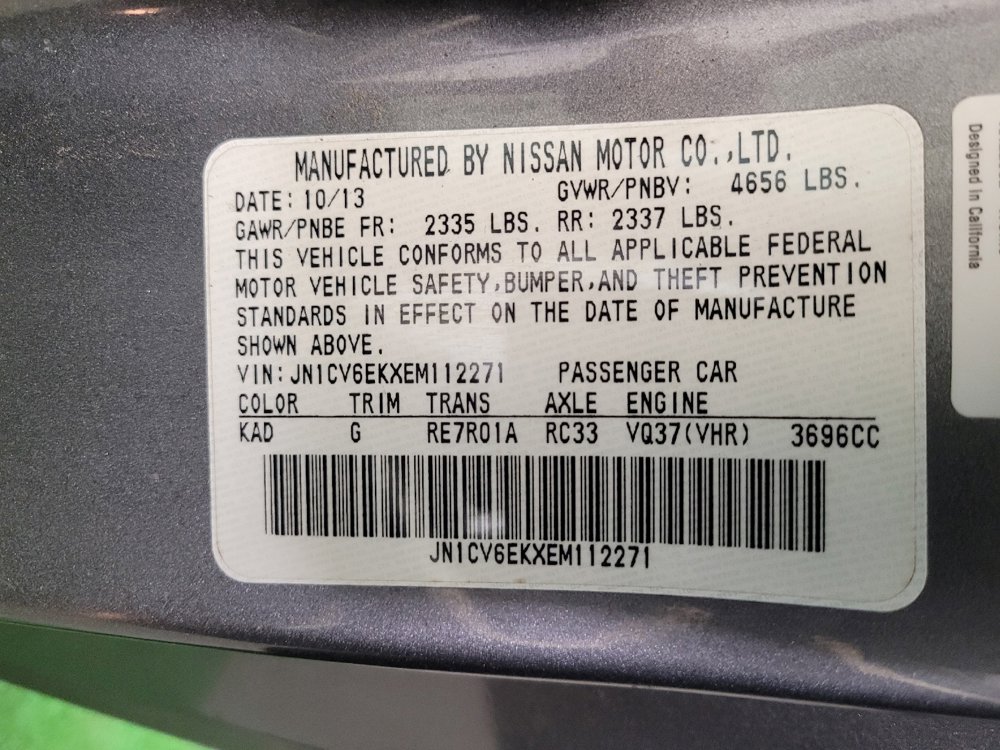 MANUFACTURED BY NISSAN MOTOR CO.,LTD.
DATE: 10/13 GVWR/PNBV: 4656 LBS.
GAWR/PNBE FR: 2335 LBS. RR: 2337 LBS.
THIS VEHICLE CONFORMS TO ALL APPLICABLE FEDERAL
MOTOR VEHICLE SAFETY,BUMPER,AND THEFT PREVENTION
STANDARDS IN EFFECT ON THE DATE OF MANUFACTURE
SHOWN ABOVE.
VIN:JN1CV6EKXEM112271 PASSENGER CAR
COLOR TRIM TRANS AXLE ENGINE
KAD G RE7R01A RC33 VQ37(VHR) 3696CC
JN1CV6EKXEM112271
Designed in California